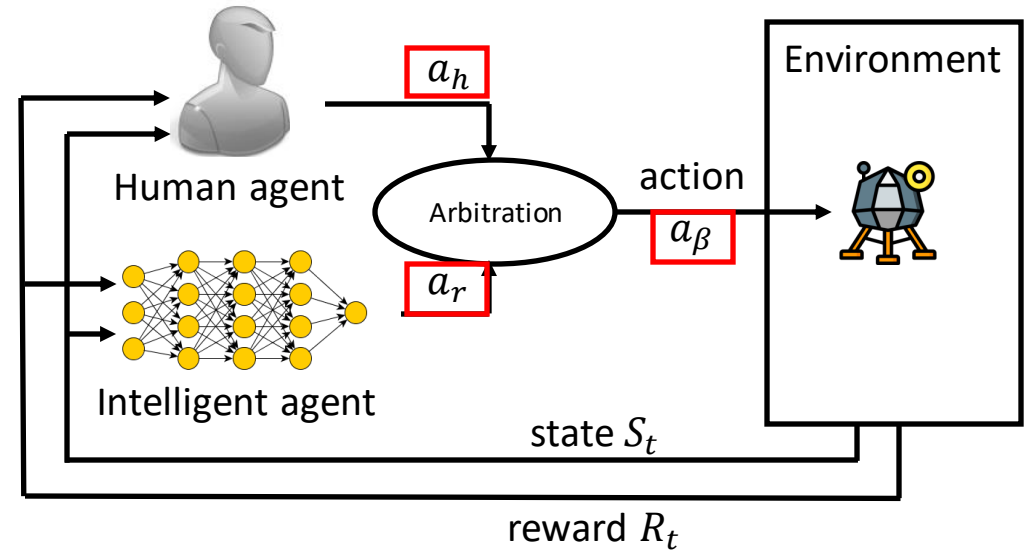 a_h
Environment
Human agent
action
Arbitration
a_β
a_r
Intelligent agent
state S_t
reward R_t